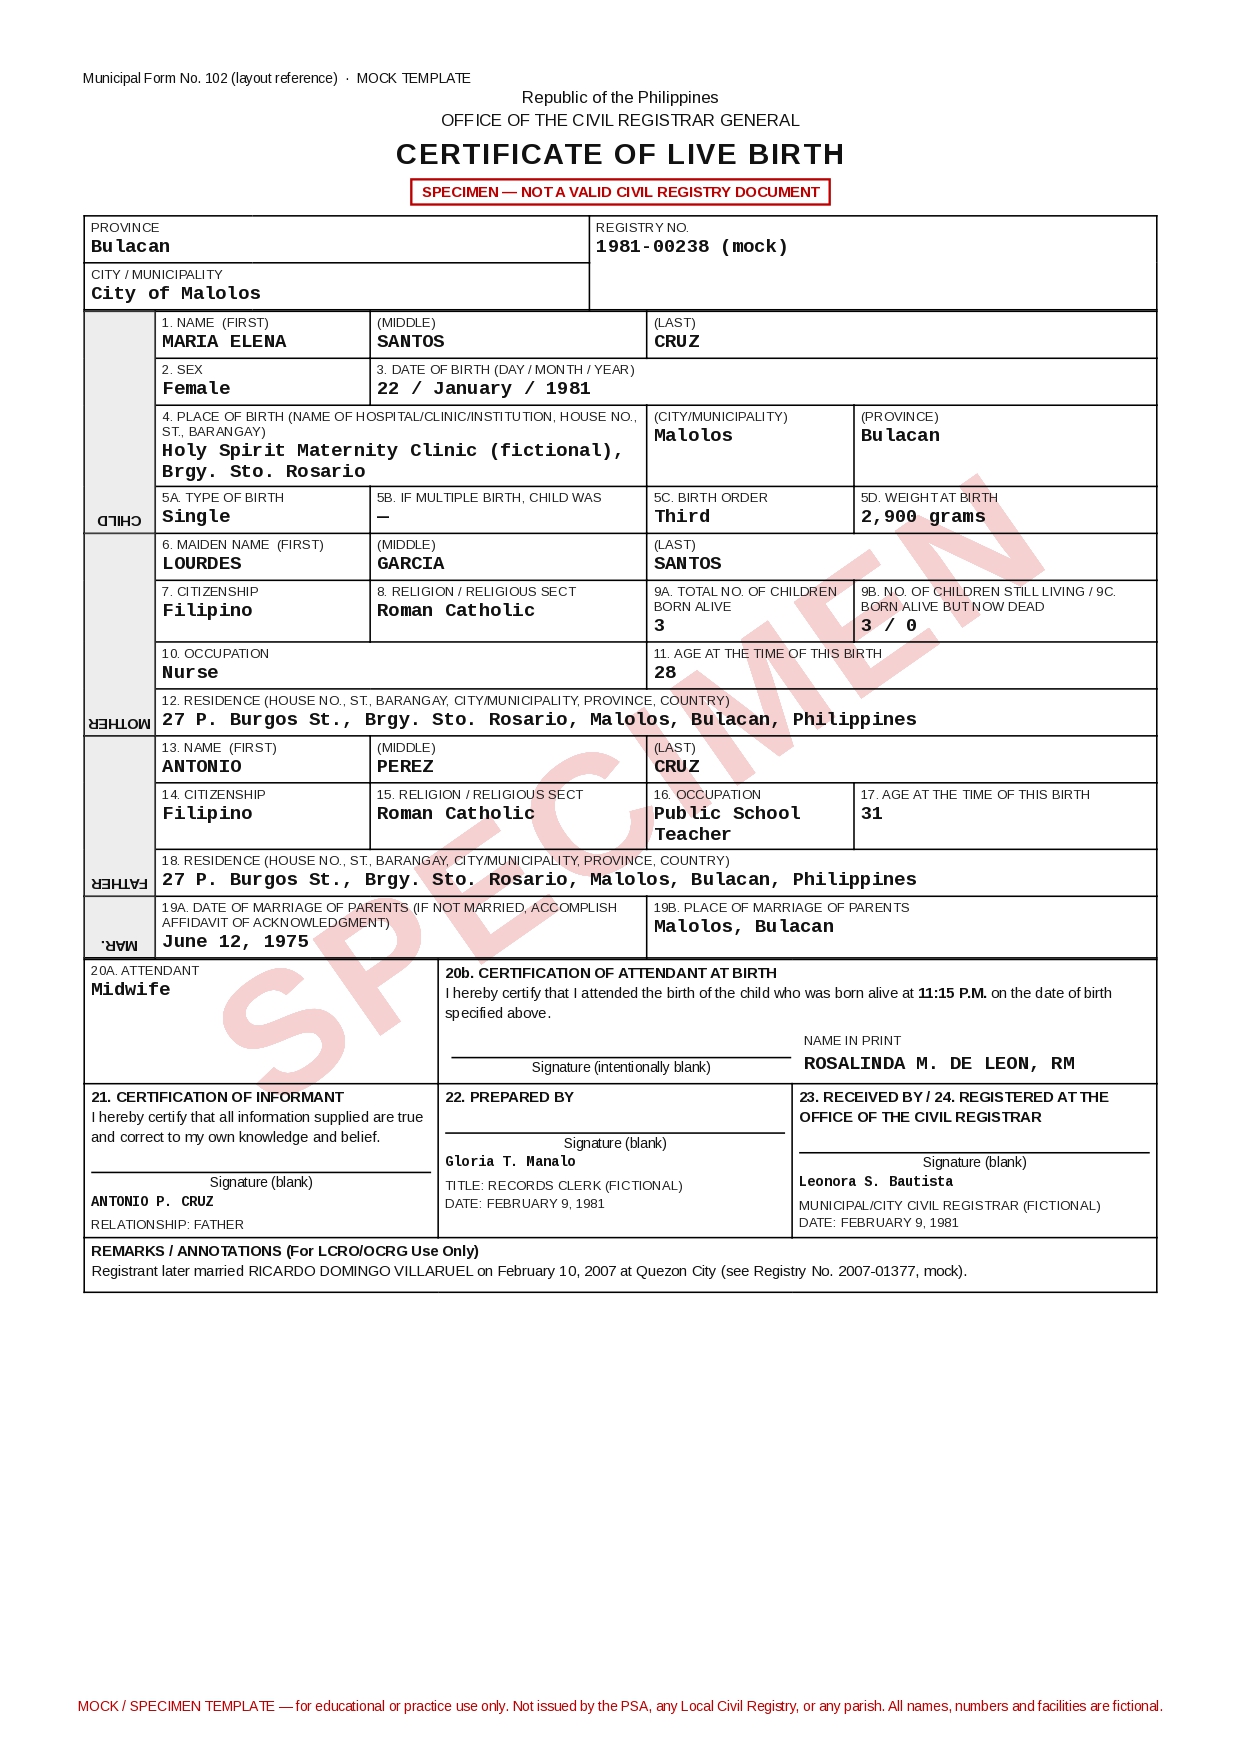 Municipal Form No. 102 (layout reference) · MOCK TEMPLATE
Republic of the Philippines
OFFICE OF THE CIVIL REGISTRAR GENERAL
CERTIFICATE OF LIVE BIRTH
SPECIMEN — NOT A VALID CIVIL REGISTRY DOCUMENT
PROVINCE
Bulacan
REGISTRY NO.
1981-00238 (mock)
CITY / MUNICIPALITY
City of Malolos
CHILD
1. NAME (FIRST)
MARIA ELENA
(MIDDLE)
SANTOS
(LAST)
CRUZ
2. SEX
Female
3. DATE OF BIRTH (DAY / MONTH / YEAR)
22 / January / 1981
4. PLACE OF BIRTH (NAME OF HOSPITAL/CLINIC/INSTITUTION, HOUSE NO.,
ST., BARANGAY)
Holy Spirit Maternity Clinic (fictional),
Brgy. Sto. Rosario
(CITY/MUNICIPALITY)
Malolos
(PROVINCE)
Bulacan
5A. TYPE OF BIRTH
Single
5B. IF MULTIPLE BIRTH, CHILD WAS
—
5C. BIRTH ORDER
Third
5D. WEIGHT AT BIRTH
2,900 grams
MOTHER
6. MAIDEN NAME (FIRST)
LOURDES
(MIDDLE)
GARCIA
(LAST)
SANTOS
7. CITIZENSHIP
Filipino
8. RELIGION / RELIGIOUS SECT
Roman Catholic
9A. TOTAL NO. OF CHILDREN
BORN ALIVE
3
9B. NO. OF CHILDREN STILL LIVING / 9C.
BORN ALIVE BUT NOW DEAD
3 / 0
10. OCCUPATION
Nurse
11. AGE AT THE TIME OF THIS BIRTH
28
12. RESIDENCE (HOUSE NO., ST., BARANGAY, CITY/MUNICIPALITY, PROVINCE, COUNTRY)
27 P. Burgos St., Brgy. Sto. Rosario, Malolos, Bulacan, Philippines
FATHER
13. NAME (FIRST)
ANTONIO
(MIDDLE)
PEREZ
(LAST)
CRUZ
14. CITIZENSHIP
Filipino
15. RELIGION / RELIGIOUS SECT
Roman Catholic
16. OCCUPATION
Public School
Teacher
17. AGE AT THE TIME OF THIS BIRTH
31
18. RESIDENCE (HOUSE NO., ST., BARANGAY, CITY/MUNICIPALITY, PROVINCE, COUNTRY)
27 P. Burgos St., Brgy. Sto. Rosario, Malolos, Bulacan, Philippines
MAR.
19A. DATE OF MARRIAGE OF PARENTS (IF NOT MARRIED, ACCOMPLISH
AFFIDAVIT OF ACKNOWLEDGMENT)
June 12, 1975
19B. PLACE OF MARRIAGE OF PARENTS
Malolos, Bulacan
20A. ATTENDANT
Midwife
20b. CERTIFICATION OF ATTENDANT AT BIRTH
I hereby certify that I attended the birth of the child who was born alive at 11:15 P.M. on the date of birth
specified above.
Signature (intentionally blank)
NAME IN PRINT
ROSALINDA M. DE LEON, RM
21. CERTIFICATION OF INFORMANT
I hereby certify that all information supplied are true
and correct to my own knowledge and belief.
Signature (blank)
ANTONIO P. CRUZ
RELATIONSHIP: FATHER
22. PREPARED BY
Signature (blank)
Gloria T. Manalo
TITLE: RECORDS CLERK (FICTIONAL)
DATE: FEBRUARY 9, 1981
23. RECEIVED BY / 24. REGISTERED AT THE
OFFICE OF THE CIVIL REGISTRAR
Signature (blank)
Leonora S. Bautista
MUNICIPAL/CITY CIVIL REGISTRAR (FICTIONAL)
DATE: FEBRUARY 9, 1981
REMARKS / ANNOTATIONS (For LCRO/OCRG Use Only)
Registrant later married RICARDO DOMINGO VILLARUEL on February 10, 2007 at Quezon City (see Registry No. 2007-01377, mock).
SPECIMEN
MOCK / SPECIMEN TEMPLATE — for educational or practice use only. Not issued by the PSA, any Local Civil Registry, or any parish. All names, numbers and facilities are fictional.